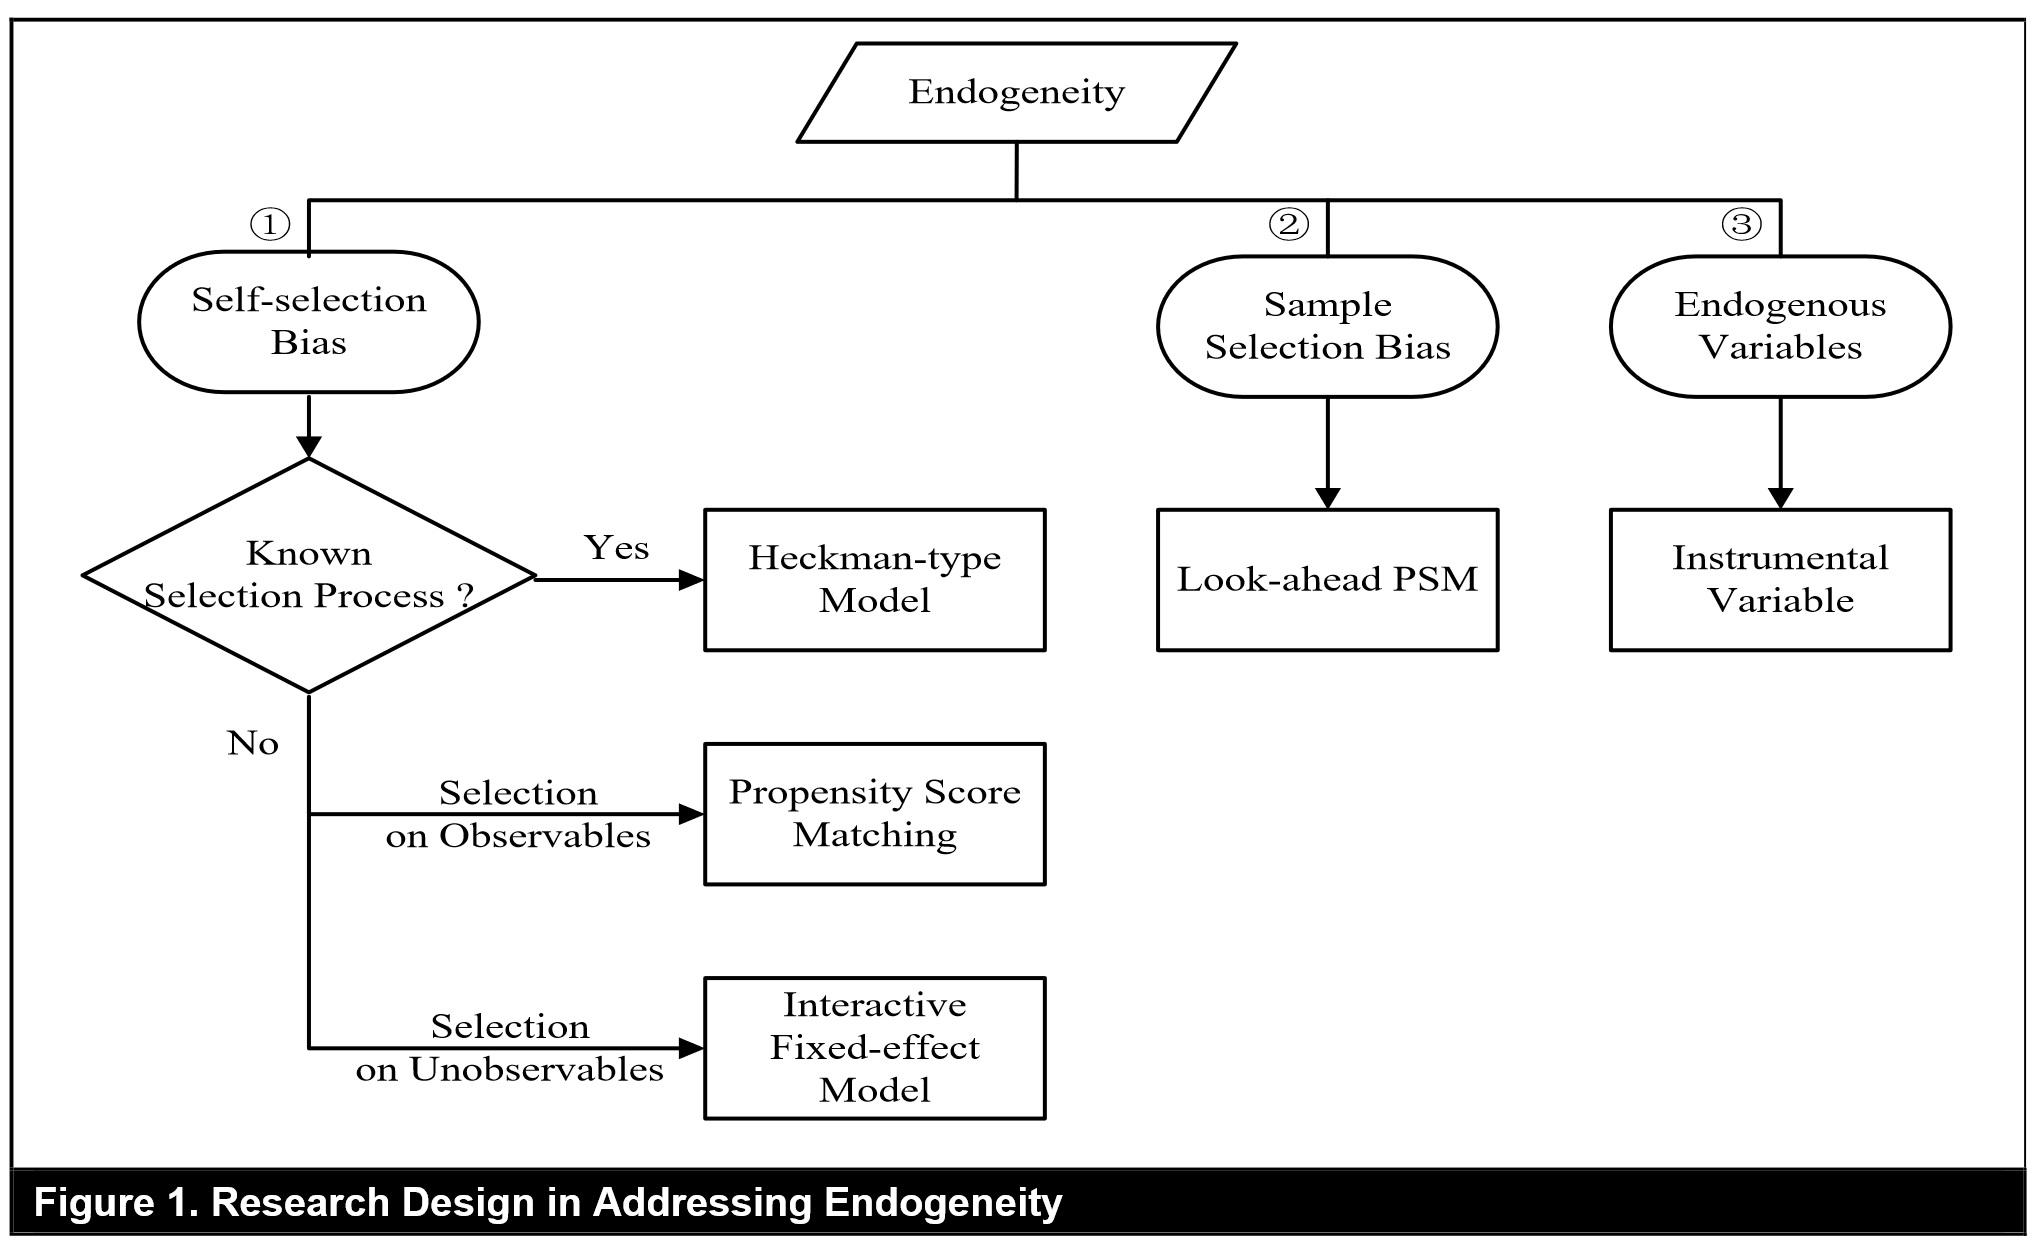 Endogeneity
①
②
③
Self-selection
Bias
Sample
Selection Bias
Endogenous
Variables
Known
Selection Process ?
Yes
Heckman-type
Model
Look-ahead PSM
Instrumental
Variable
No
Selection
on Observables
Propensity Score
Matching
Selection
on Unobservables
Interactive
Fixed-effect
Model
Figure 1. Research Design in Addressing Endogeneity